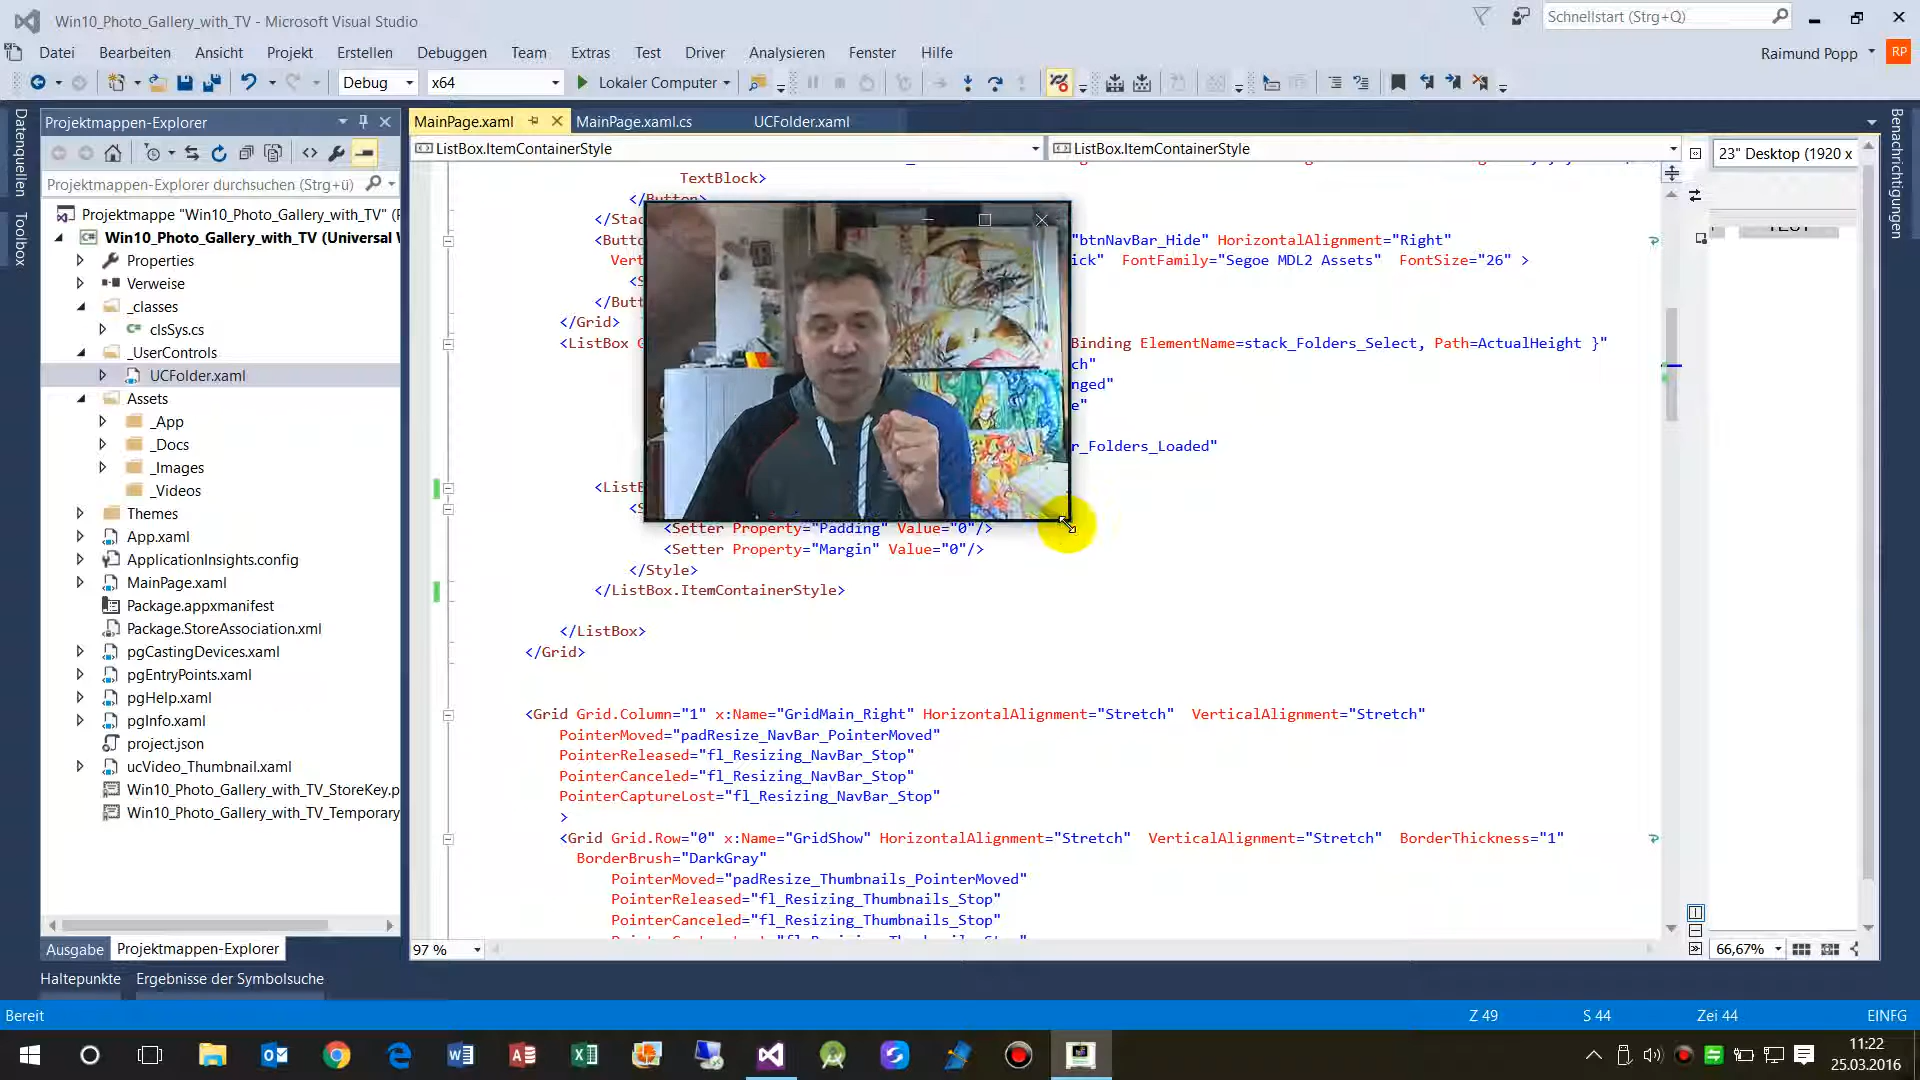 Win10_Photo_Gallery_with_TV - Microsoft Visual Studio
Schnellstart (Strg+Q)
Datei Bearbeiten Ansicht Projekt Erstellen Debuggen Team Extras Test Driver Analysieren Fenster Hilfe
Raimund Popp RP
Debug x64 Lokaler Computer
Datenquellen
Toolbox
Projektmappen-Explorer
Projektmappen-Explorer durchsuchen (Strg+ü)
Projektmappe "Win10_Photo_Gallery_with_TV" (
Win10_Photo_Gallery_with_TV (Universal
Properties
Verweise
_classes
clsSys.cs
_UserControls
UCFolder.xaml
Assets
_App
_Docs
_Images
_Videos
Themes
App.xaml
ApplicationInsights.config
MainPage.xaml
Package.appxmanifest
Package.StoreAssociation.xml
pgCastingDevices.xaml
pgEntryPoints.xaml
pgHelp.xaml
pgInfo.xaml
project.json
ucVideo_Thumbnail.xaml
Win10_Photo_Gallery_with_TV_StoreKey.p
Win10_Photo_Gallery_with_TV_Temporary
Ausgabe Projektmappen-Explorer
MainPage.xaml MainPage.xaml.cs UCFolder.xaml
ListBox.ItemContainerStyle ListBox.ItemContainerStyle
TextBlock>
</Button>
</Stac
<Butto "btnNavBar_Hide" HorizontalAlignment="Right"
Vert ick" FontFamily="Segoe MDL2 Assets" FontSize="26" >
<S
</Butt
</Grid>
<ListBox G Binding ElementName=stack_Folders_Select, Path=ActualHeight }"
ch"
nged"
e"
r_Folders_Loaded"
<ListB
<S
<Setter Property="Padding" Value="0"/>
<Setter Property="Margin" Value="0"/>
</Style>
</ListBox.ItemContainerStyle>
</ListBox>
</Grid>
<Grid Grid.Column="1" x:Name="GridMain_Right" HorizontalAlignment="Stretch" VerticalAlignment="Stretch"
PointerMoved="padResize_NavBar_PointerMoved"
PointerReleased="fl_Resizing_NavBar_Stop"
PointerCanceled="fl_Resizing_NavBar_Stop"
PointerCaptureLost="fl_Resizing_NavBar_Stop"
>
<Grid Grid.Row="0" x:Name="GridShow" HorizontalAlignment="Stretch" VerticalAlignment="Stretch" BorderThickness="1"
BorderBrush="DarkGray"
PointerMoved="padResize_Thumbnails_PointerMoved"
PointerReleased="fl_Resizing_Thumbnails_Stop"
PointerCanceled="fl_Resizing_Thumbnails_Stop"
97 %
23" Desktop (1920 x
66,67%
Benachrichtigungen
Haltepunkte Ergebnisse der Symbolsuche
Bereit Z 49 S 44 Zei 44 EINFG
11:22
25.03.2016